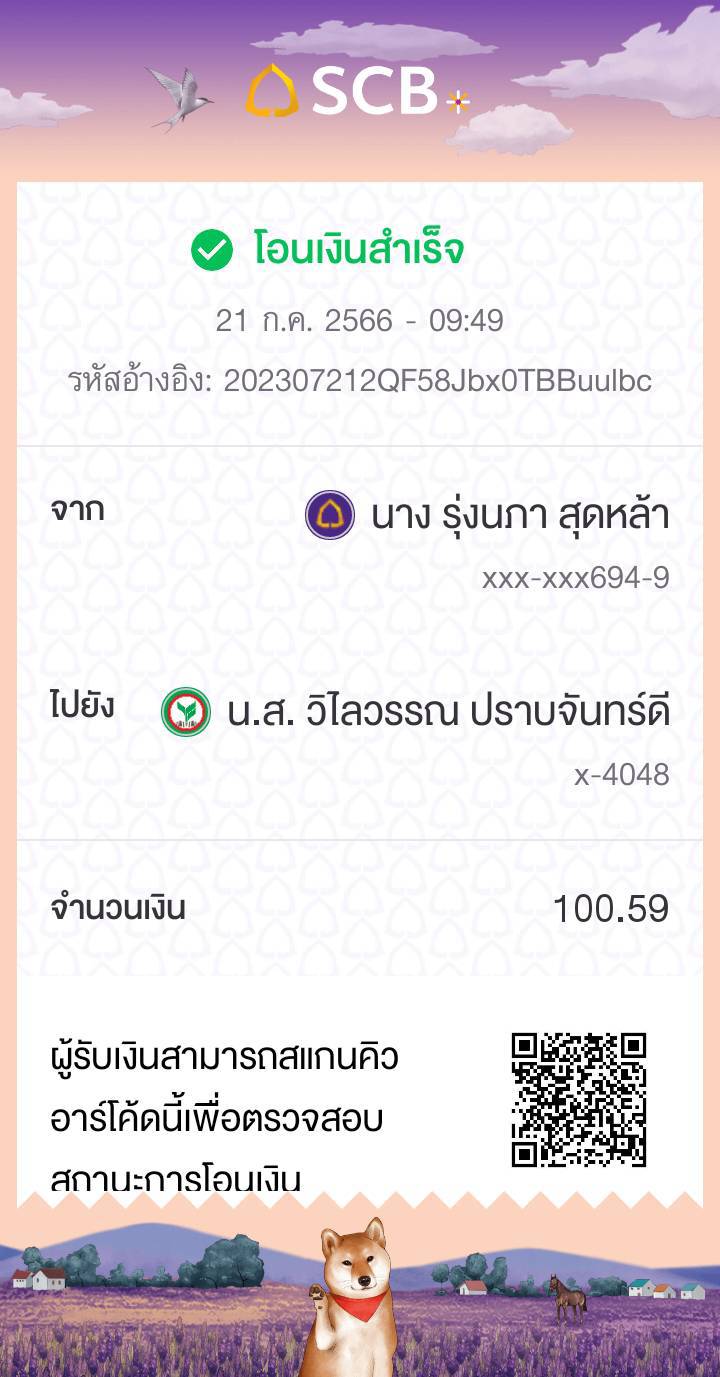 SCB
โอนเงินสำเร็จ
21 ก.ค. 2566 - 09:49
รหัสอ้างอิง: 202307212QF58Jbx0TBBuulbc
จาก
นาง รุ่งนภา สุดหล้า
xxx-xxx694-9
ไปยัง
น.ส. วิไลวรรณ ปราบจันทร์ดี
x-4048
จำนวนเงิน
100.59
ผู้รับเงินสามารถสแกนคิว
อาร์โค้ดนี้เพื่อตรวจสอบ
สถานะการโอนเงิน